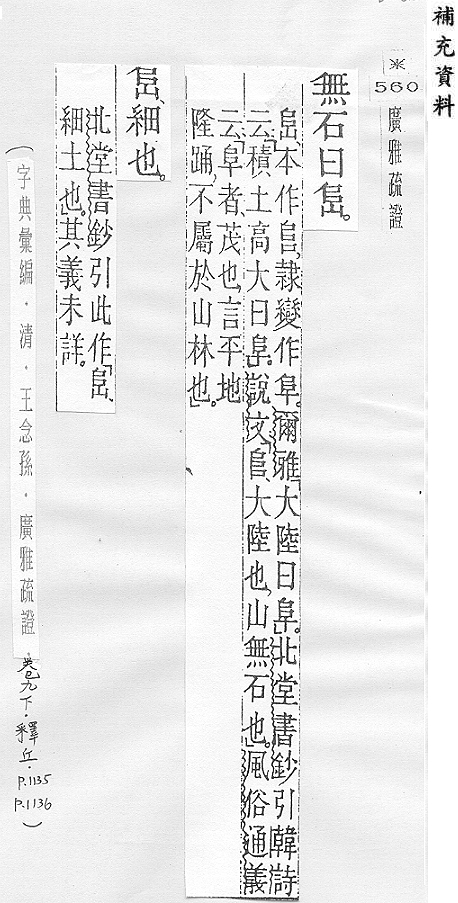 補充資料
※
560
廣雅疏證
無石曰𨸏。
𨸏、本作𨸏、隸變作阜。爾雅「大陸曰阜。」北堂書鈔引韓詩
云「積土高大曰阜。」說文「𨸏、大陸也、山無石也。」風俗通義
云「阜者、茂也、言平地
隆踊、不屬於山林也。」
𨸏、細也。
北堂書鈔引此作「𨸏、
細土也。」其義未詳。
(字典彙編・清・王念孫・廣雅疏證・卷九下・釋丘・P.1135 P.1136)